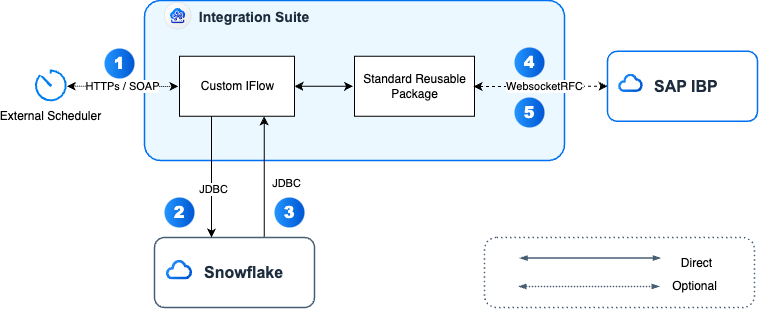 Integration Suite
1
4
HTTPs / SOAP
Custom IFlow
Standard Reusable
Package
WebsocketRFC
SAP IBP
External Scheduler
5
JDBC
JDBC
2
3
Snowflake
Direct
Optional